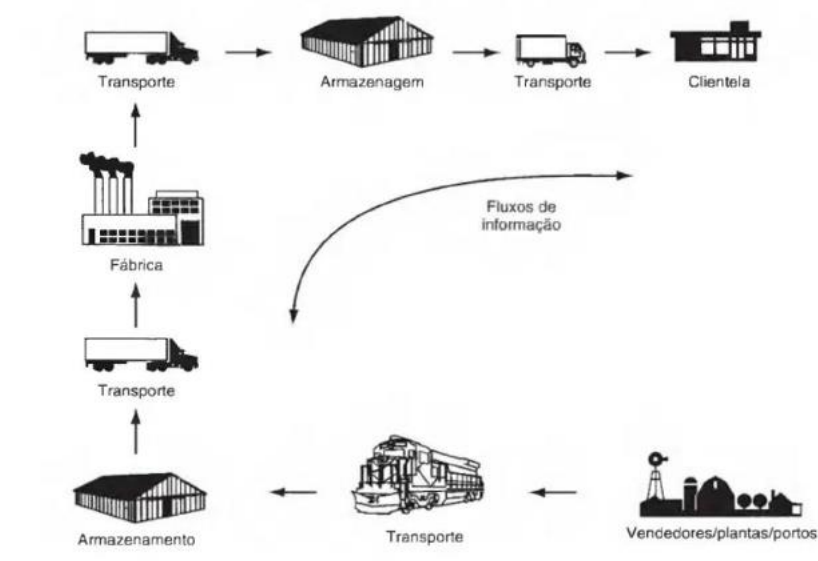 Transporte
Armazenagem
Transporte
Clientela
Fluxos de
informação
Fábrica
Transporte
Armazenamento
Transporte
Vendedores/plantas/portos